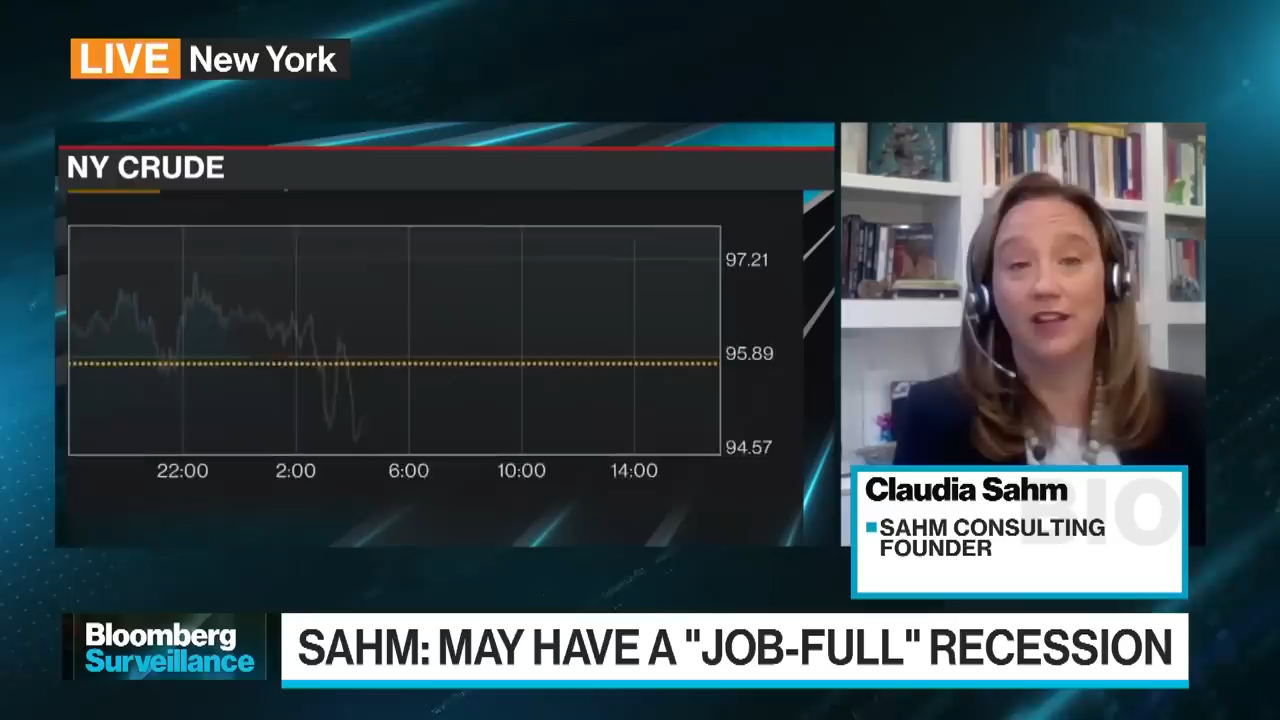 LIVE New York
NY CRUDE
97.21
95.89
94.57
22:00 2:00 6:00 10:00 14:00
Claudia Sahm
BIO
SAHM CONSULTING
FOUNDER
Bloomberg
Surveillance
SAHM: MAY HAVE A "JOB-FULL" RECESSION